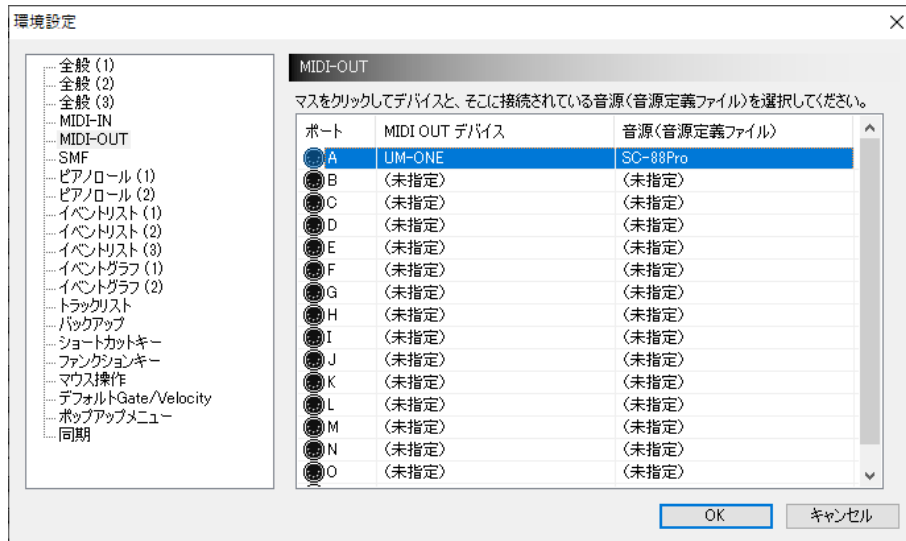 環境設定
全般 (1)
全般 (2)
全般 (3)
MIDI-IN
MIDI-OUT
SMF
ピアノロール (1)
ピアノロール (2)
イベントリスト (1)
イベントリスト (2)
イベントリスト (3)
イベントグラフ (1)
イベントグラフ (2)
トラックリスト
バックアップ
ショートカットキー
ファンクションキー
マウス操作
デフォルトGate/Velocity
ポップアップメニュー
同期
MIDI-OUT
マスをクリックしてデバイスと、そこに接続されている音源(音源定義ファイル)を選択してください。
ポート MIDI OUT デバイス 音源(音源定義ファイル)
A UM-ONE SC-88Pro
B (未指定) (未指定)
C (未指定) (未指定)
D (未指定) (未指定)
E (未指定) (未指定)
F (未指定) (未指定)
G (未指定) (未指定)
H (未指定) (未指定)
I (未指定) (未指定)
J (未指定) (未指定)
K (未指定) (未指定)
L (未指定) (未指定)
M (未指定) (未指定)
N (未指定) (未指定)
O (未指定) (未指定)
OK キャンセル